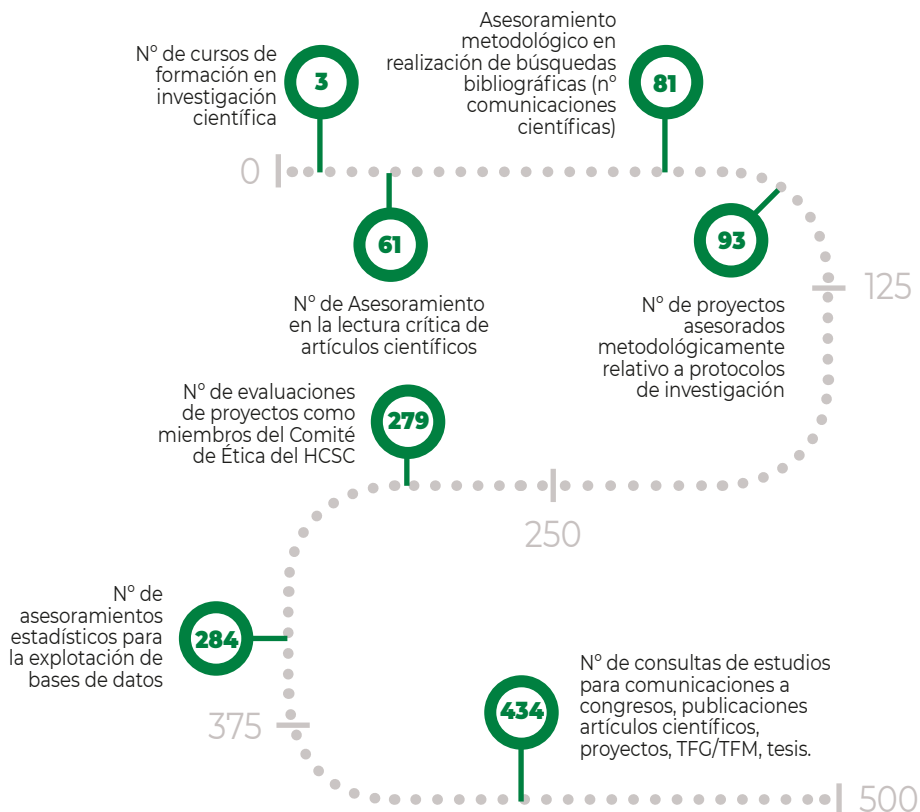 Nº de cursos de
formación en
investigación
científica
3
Asesoramiento
metodológico en
realización de búsquedas
bibliográficas (nº
comunicaciones
científicas)
81
0
61
Nº de Asesoramiento
en la lectura crítica de
artículos científicos
93
Nº de proyectos
asesorados
metodológicamente
relativo a protocolos
de investigación
125
Nº de evaluaciones
de proyectos como
miembros del Comité
de Ética del HCSC
279
250
Nº de
asesoramientos
estadísticos para
la explotación de
bases de datos
284
375
434
Nº de consultas de estudios
para comunicaciones a
congresos, publicaciones
artículos científicos,
proyectos, TFG/TFM, tesis.
500